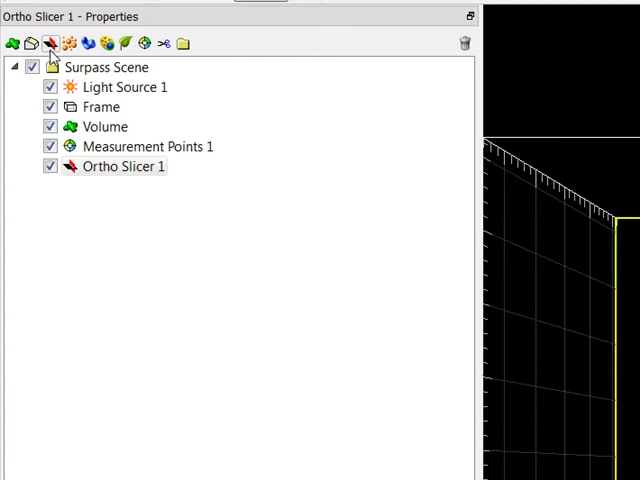 Ortho Slicer 1 - Properties
Surpass Scene
Light Source 1
Frame
Volume
Measurement Points 1
Ortho Slicer 1